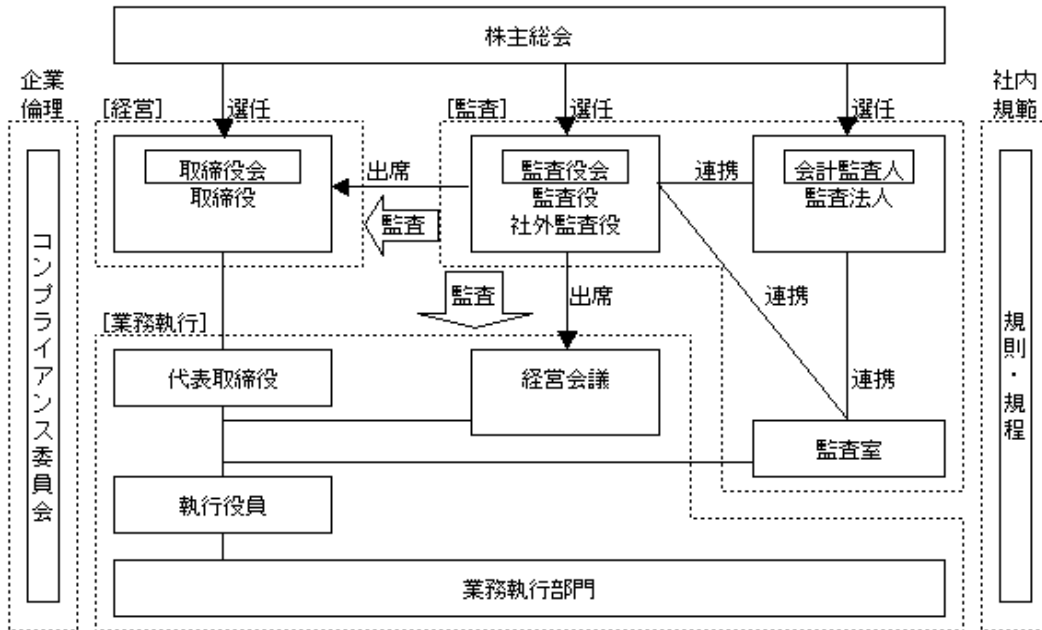 株主総会
企業
倫理
社内
規範
[経営]
選任
[監査]
選任
選任
取締役会
取締役
出席
監査役会
監査役
社外監査役
連携
会計監査人
監査法人
監査
監査
出席
連携
[業務執行]
代表取締役
経営会議
連携
監査室
執行役員
業務執行部門
コンプライアンス委員会
規則・規程